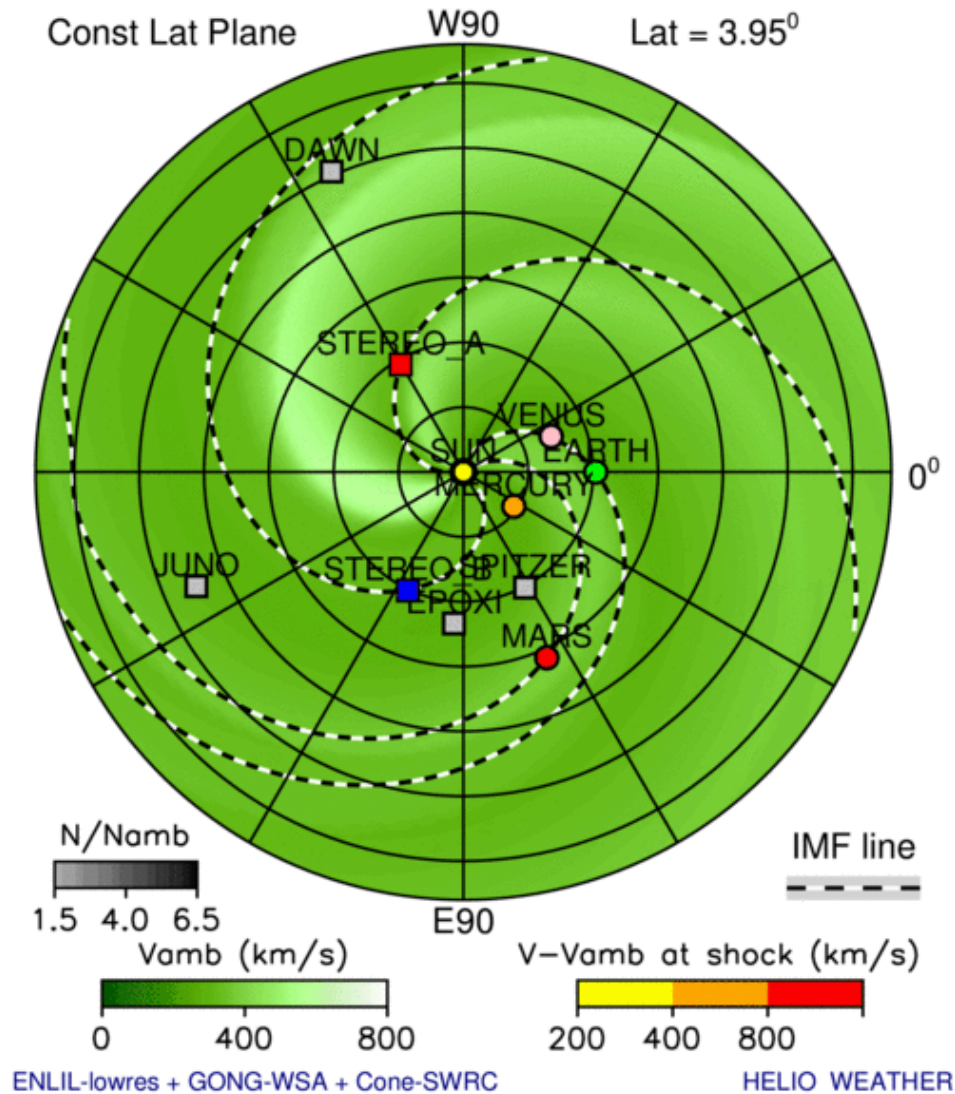 Const Lat Plane
W90
Lat = 3.95⁰
DAWN
STEREO_A
VENUS
SUN
EARTH
0⁰
MERCURY
JUNO
STEREO_B
SPITZER
EPOXI
MARS
N/Namb
1.5 4.0 6.5
IMF line
E90
Vamb (km/s)
0 400 800
V-Vamb at shock (km/s)
200 400 800
ENLIL-lowres + GONG-WSA + Cone-SWRC
HELIO WEATHER